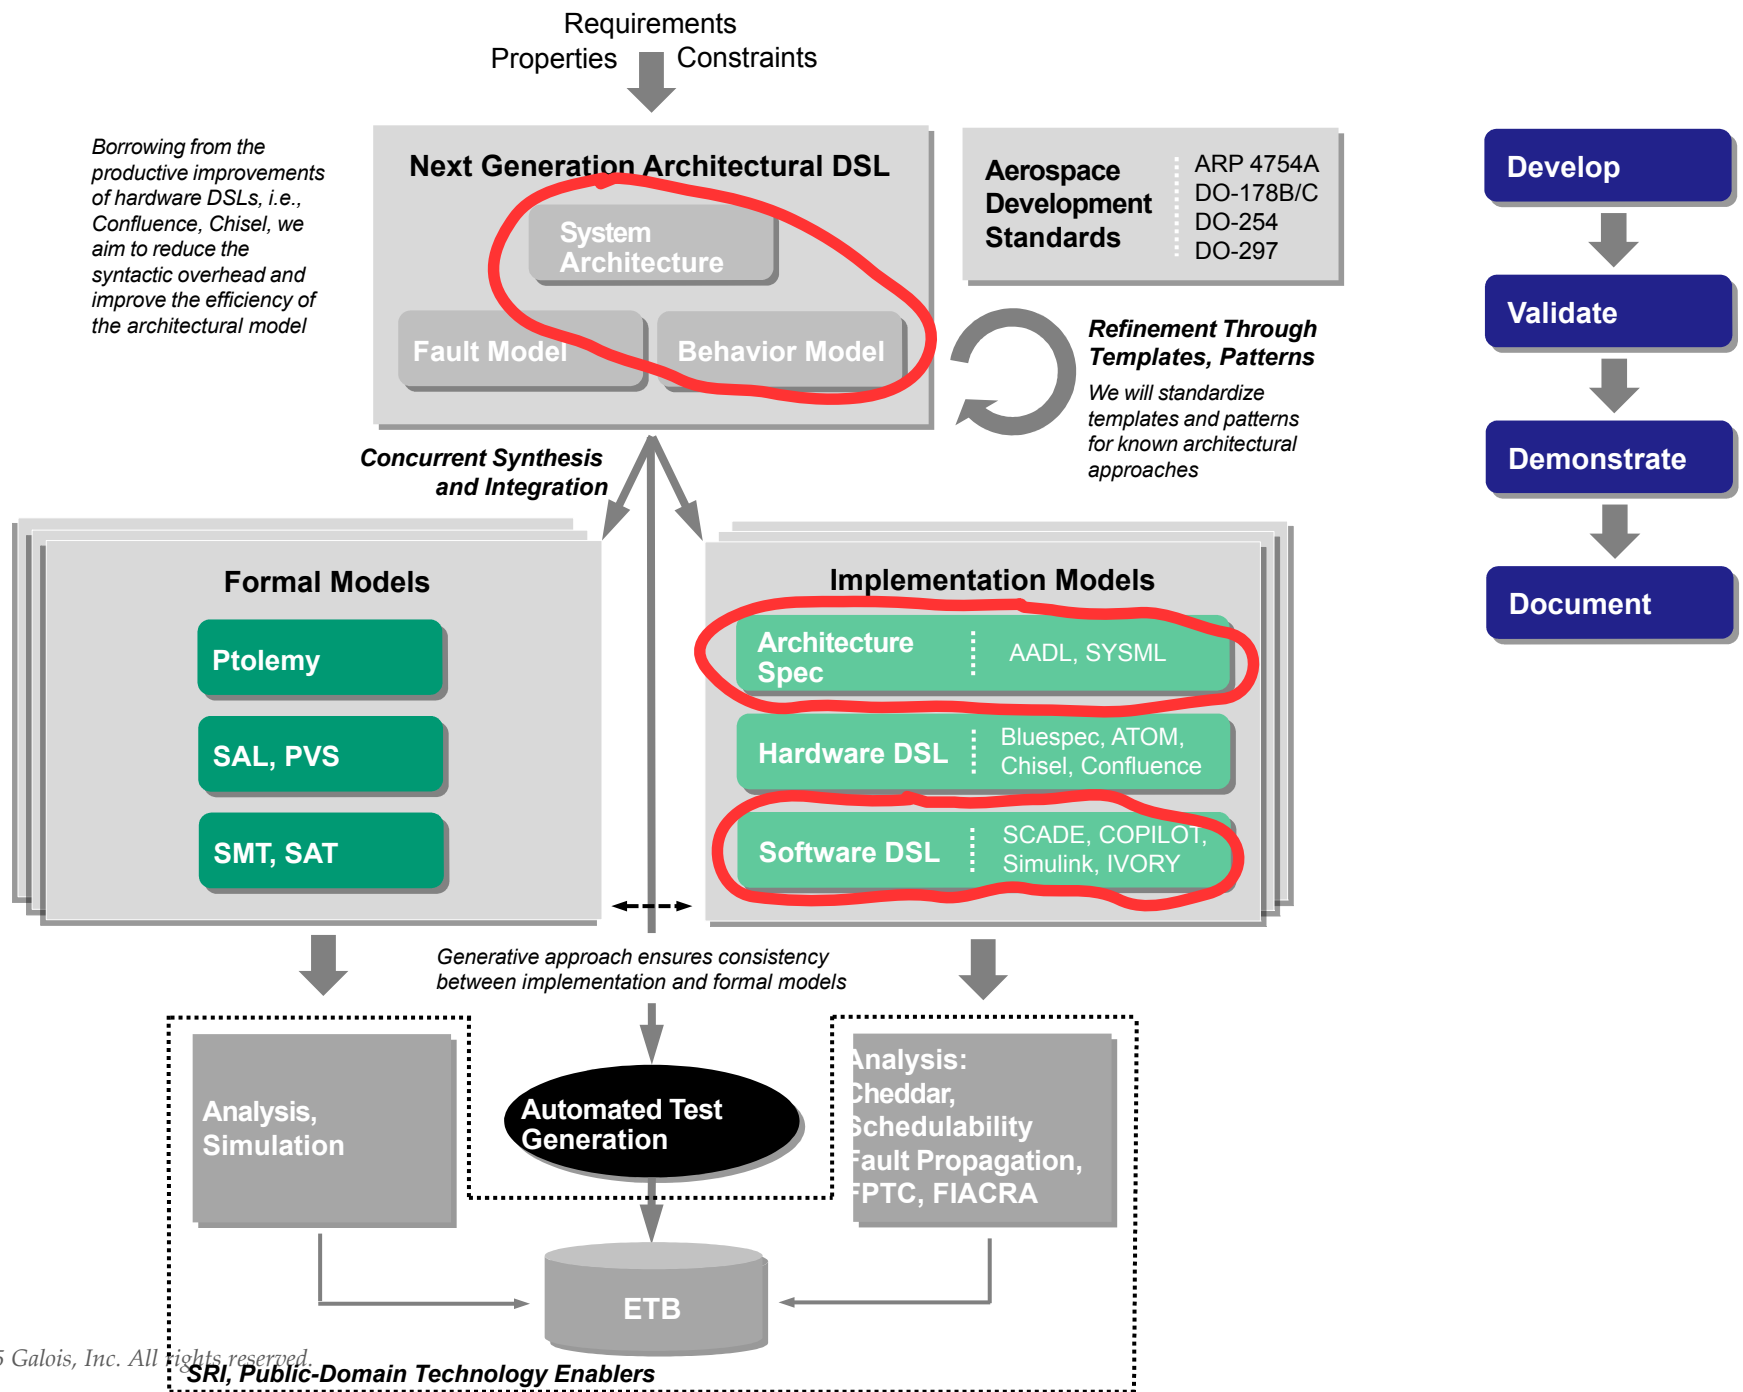 Requirements
Properties
Constraints
Borrowing from the
productive improvements
of hardware DSLs, i.e.,
Confluence, Chisel, we
aim to reduce the
syntactic overhead and
improve the efficiency of
the architectural model
Next Generation Architectural DSL
System
Architecture
Fault Model
Behavior Model
Aerospace
Development
Standards
ARP 4754A
DO-178B/C
DO-254
DO-297
Refinement Through
Templates, Patterns
We will standardize
templates and patterns
for known architectural
approaches
Develop
Validate
Demonstrate
Document
Concurrent Synthesis
and Integration
Formal Models
Ptolemy
SAL, PVS
SMT, SAT
Implementation Models
Architecture
Spec
AADL, SYSML
Hardware DSL
Bluespec, ATOM,
Chisel, Confluence
Software DSL
SCADE, COPILOT,
Simulink, IVORY
Generative approach ensures consistency
between implementation and formal models
Analysis,
Simulation
Automated Test
Generation
Analysis:
Cheddar,
Schedulability
Fault Propagation,
FPTC, FIACRA
ETB
5 Galois, Inc. All rights reserved.
SRI, Public-Domain Technology Enablers